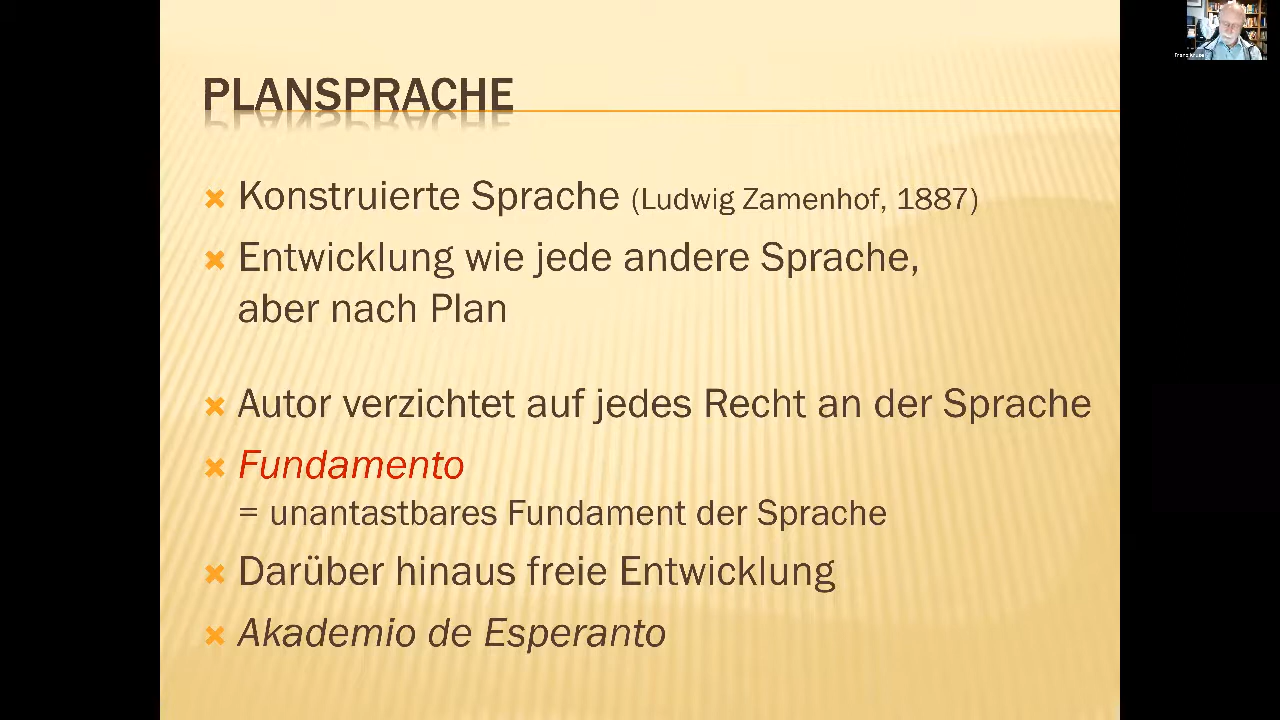 PLANSPRACHE
Konstruierte Sprache (Ludwig Zamenhof, 1887)
Entwicklung wie jede andere Sprache,
aber nach Plan
Autor verzichtet auf jedes Recht an der Sprache
Fundamento
= unantastbares Fundament der Sprache
Darüber hinaus freie Entwicklung
Akademio de Esperanto